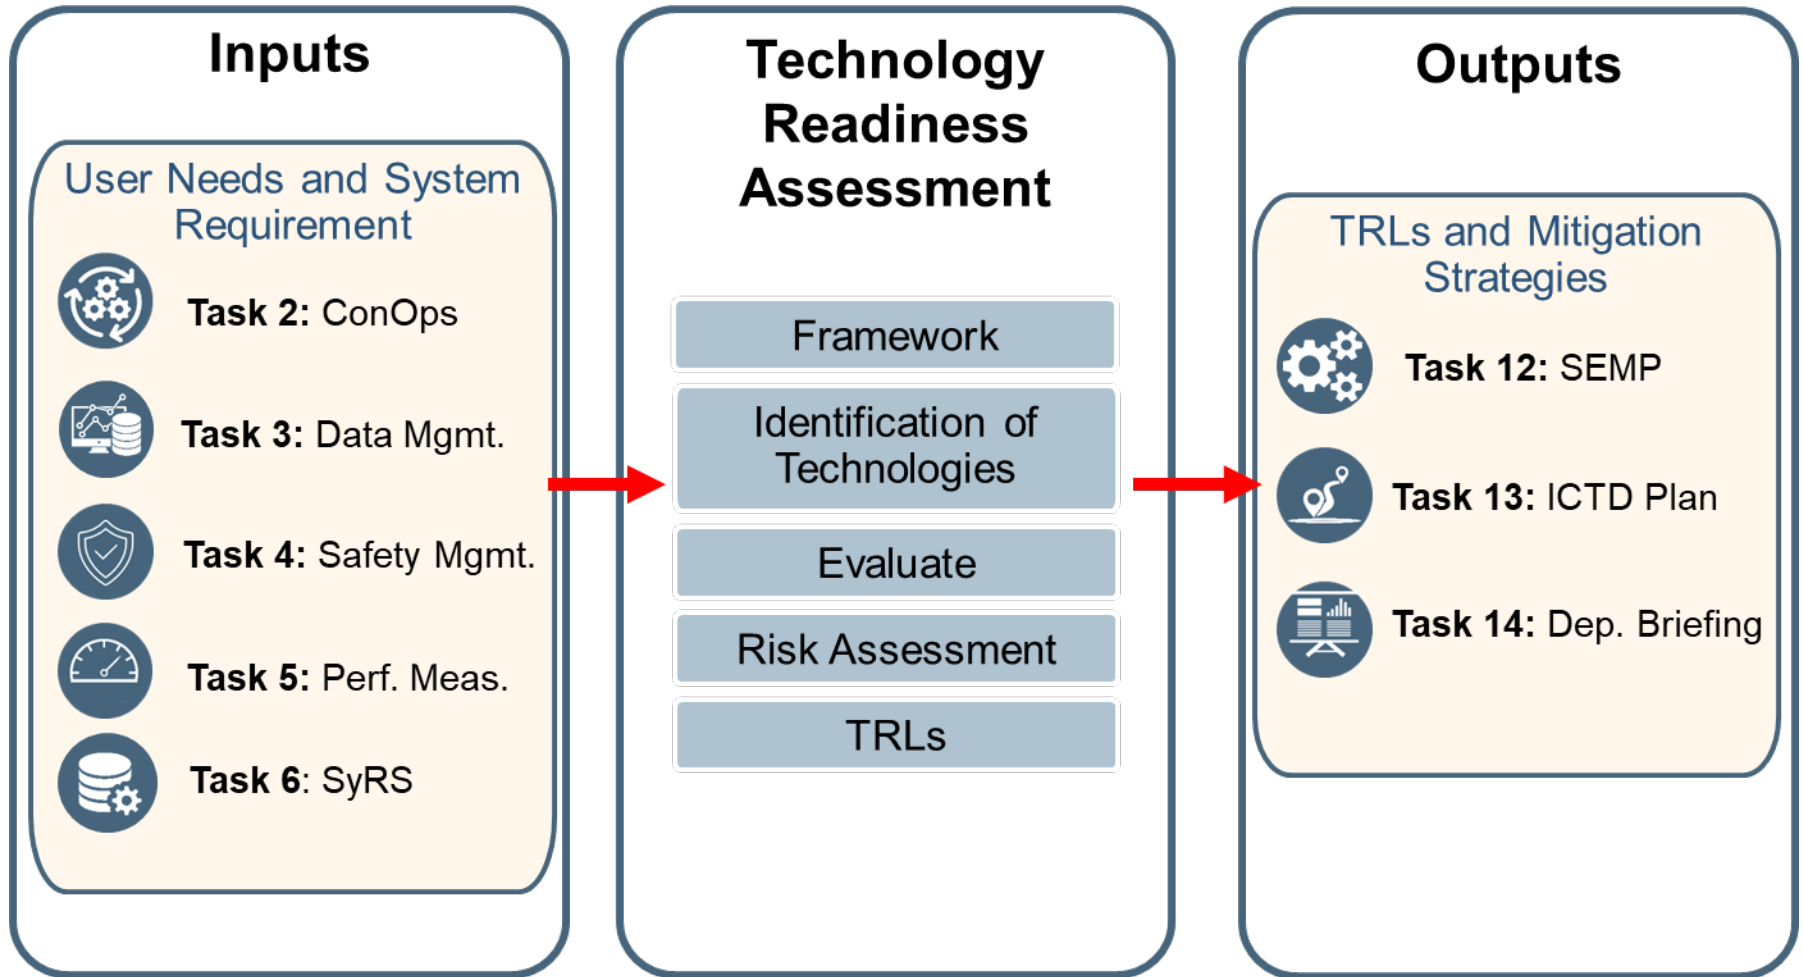 Inputs
User Needs and System
Requirement
Task 2: ConOps
Task 3: Data Mgmt.
Task 4: Safety Mgmt.
Task 5: Perf. Meas.
Task 6: SyRS
Technology
Readiness
Assessment
Framework
Identification of
Technologies
Evaluate
Risk Assessment
TRLs
Outputs
TRLs and Mitigation
Strategies
Task 12: SEMP
Task 13: ICTD Plan
Task 14: Dep. Briefing